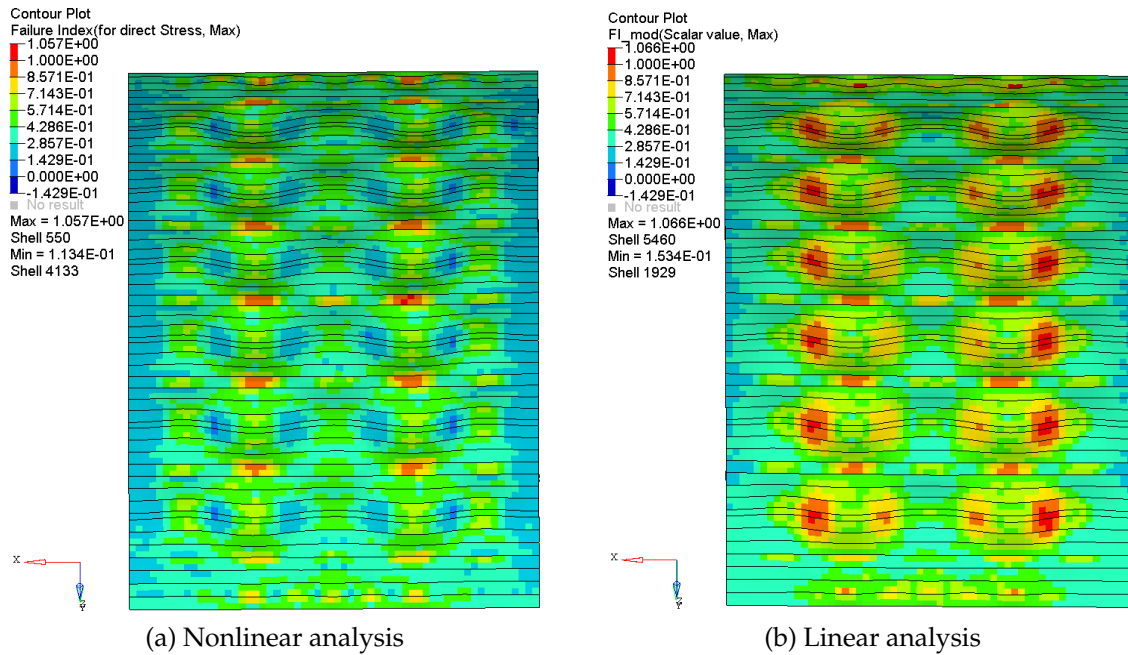 Contour Plot
Failure Index(for direct Stress, Max)
1.057E+00
1.000E+00
8.571E-01
7.143E-01
5.714E-01
4.286E-01
2.857E-01
1.429E-01
0.000E+00
-1.429E-01
No result
Max = 1.057E+00
Shell 550
Min = 1.134E-01
Shell 4133
X
Y
(a) Nonlinear analysis
Contour Plot
FI_mod(Scalar value, Max)
1.066E+00
1.000E+00
8.571E-01
7.143E-01
5.714E-01
4.286E-01
2.857E-01
1.429E-01
0.000E+00
-1.429E-01
No result
Max = 1.066E+00
Shell 5460
Min = 1.534E-01
Shell 1929
X
Y
(b) Linear analysis